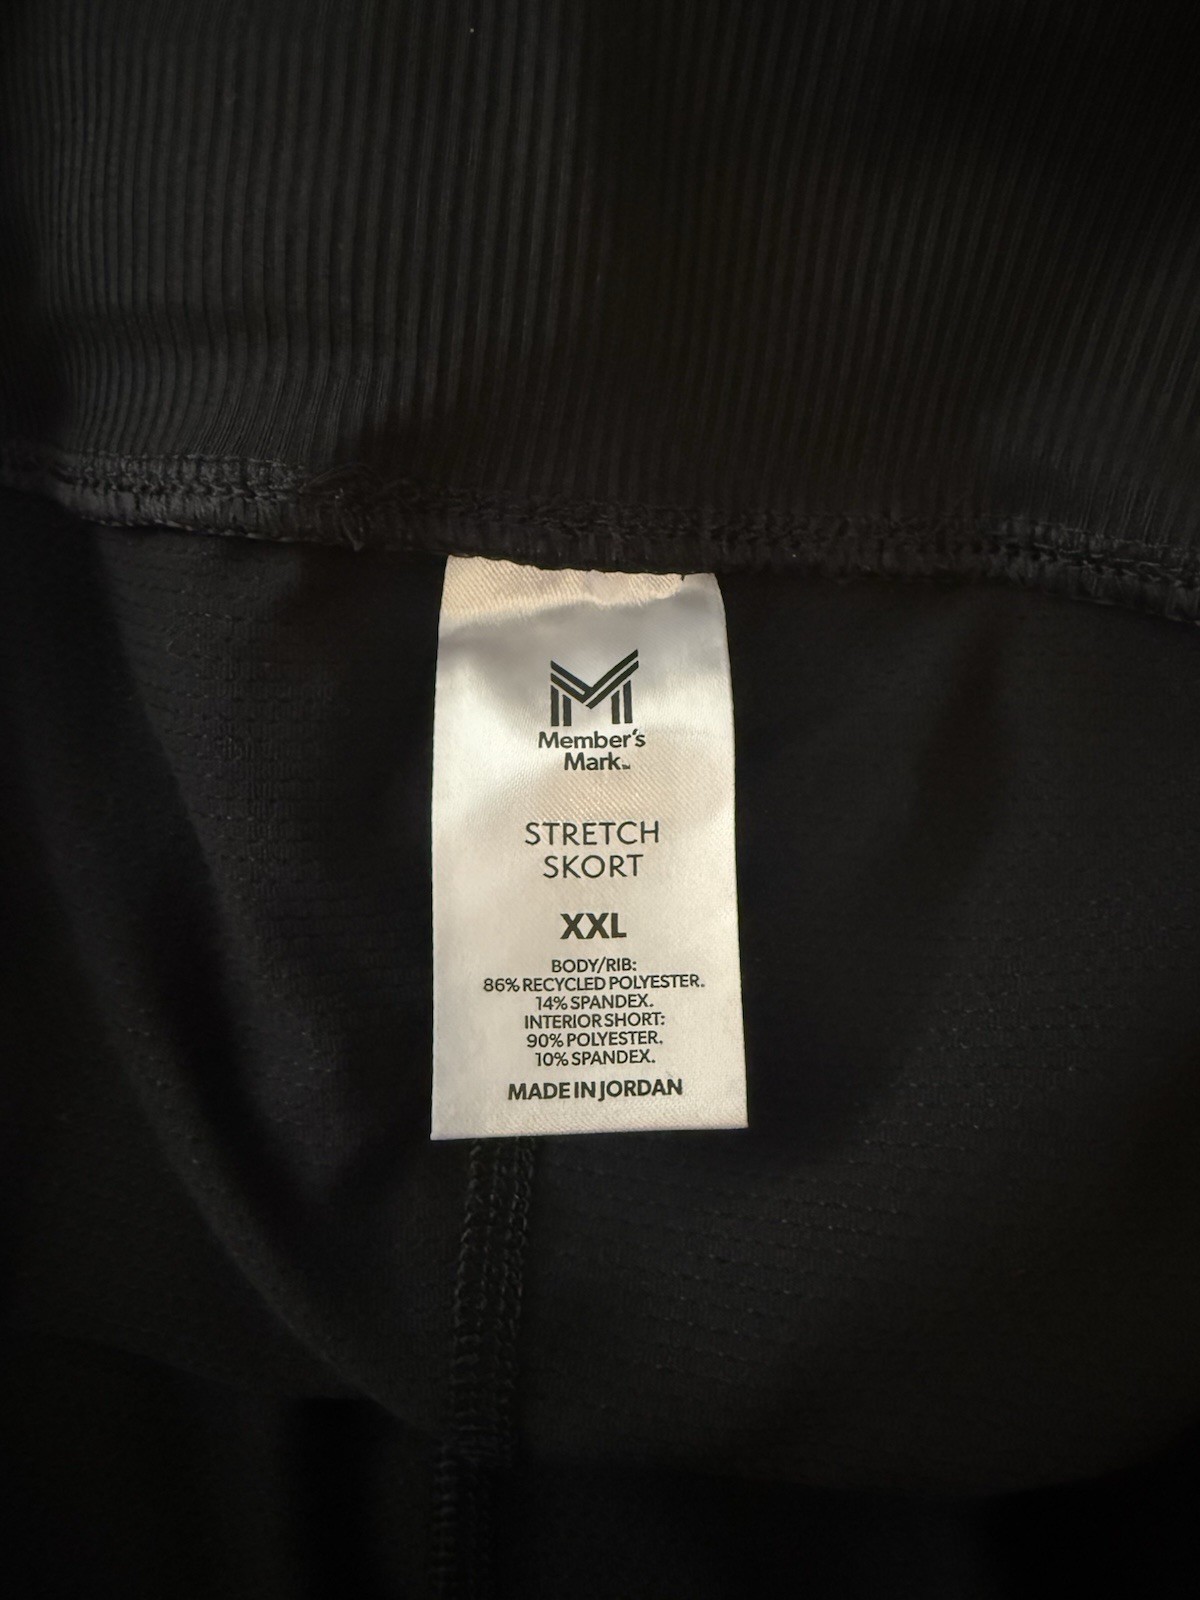 Member's
Mark™
STRETCH
SKORT
XXL
BODY/RIB:
86% RECYCLED POLYESTER.
14% SPANDEX.
INTERIOR SHORT:
90% POLYESTER.
10% SPANDEX.
MADE IN JORDAN